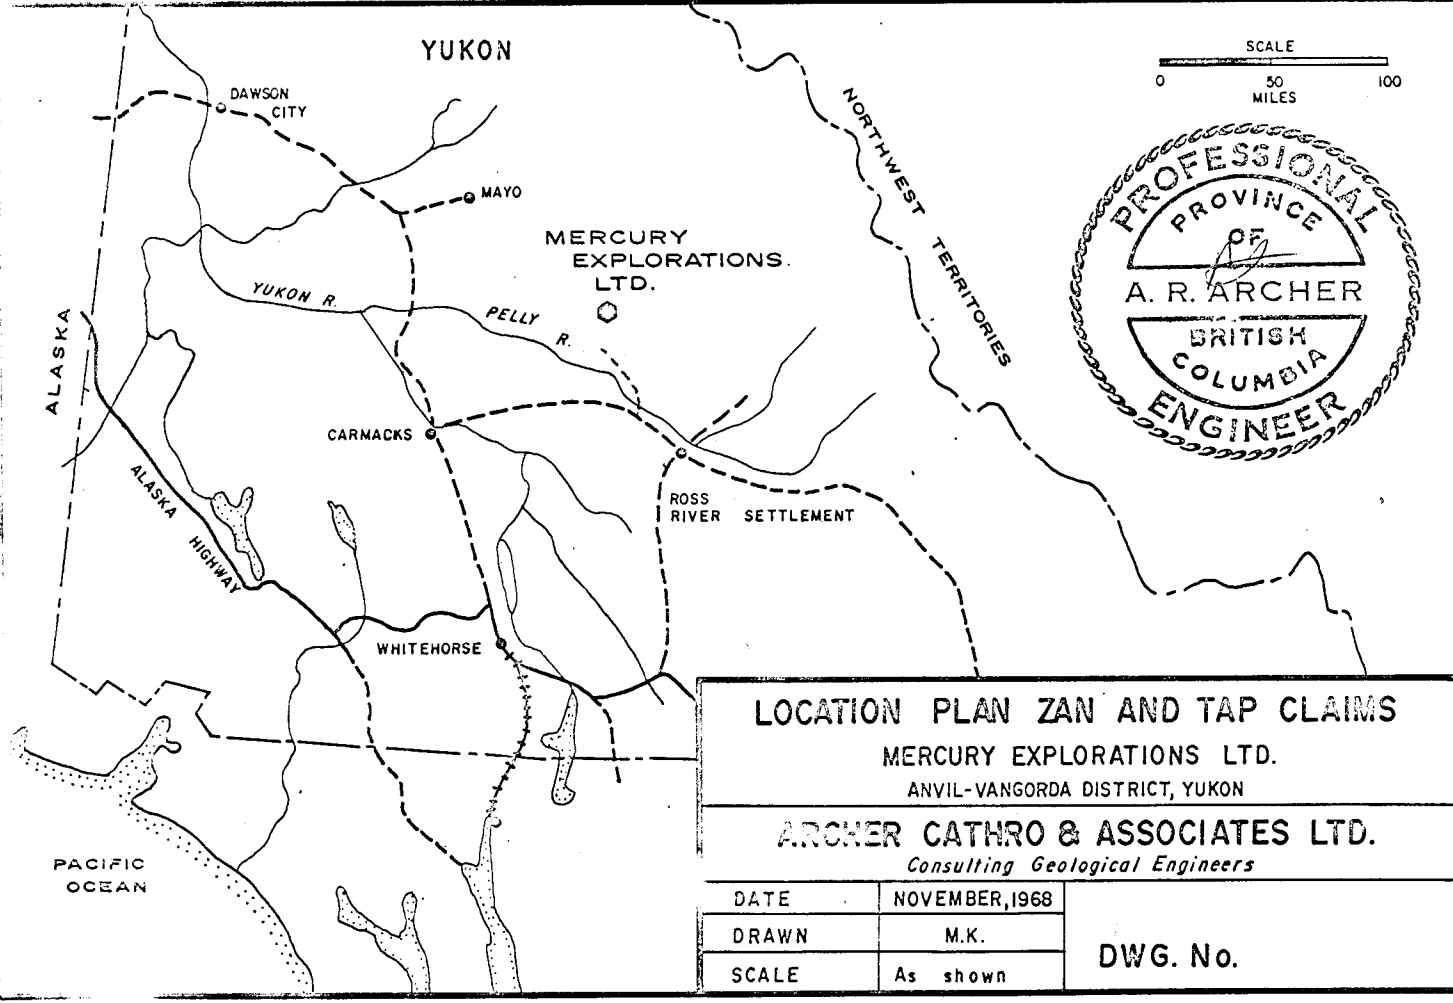 YUKON
SCALE
0 50 100
MILES
DAWSON
CITY
MAYO
MERCURY
EXPLORATIONS.
LTD.
NORTHWEST TERRITORIES
PROFESSIONAL
PROVINCE
OF
A. R. ARCHER
BRITISH
COLUMBIA
ENGINEER
ALASKA
YUKON R.
PELLY
R.
CARMACKS
ALASKA
HIGHWAY
ROSS
RIVER SETTLEMENT
WHITEHORSE
PACIFIC
OCEAN
LOCATION PLAN ZAN AND TAP CLAIMS
MERCURY EXPLORATIONS LTD.
ANVIL-VANGORDA DISTRICT, YUKON
ARCHER CATHRO & ASSOCIATES LTD.
Consulting Geological Engineers
DATE NOVEMBER, 1968
DRAWN M.K.
SCALE As shown
DWG. No.